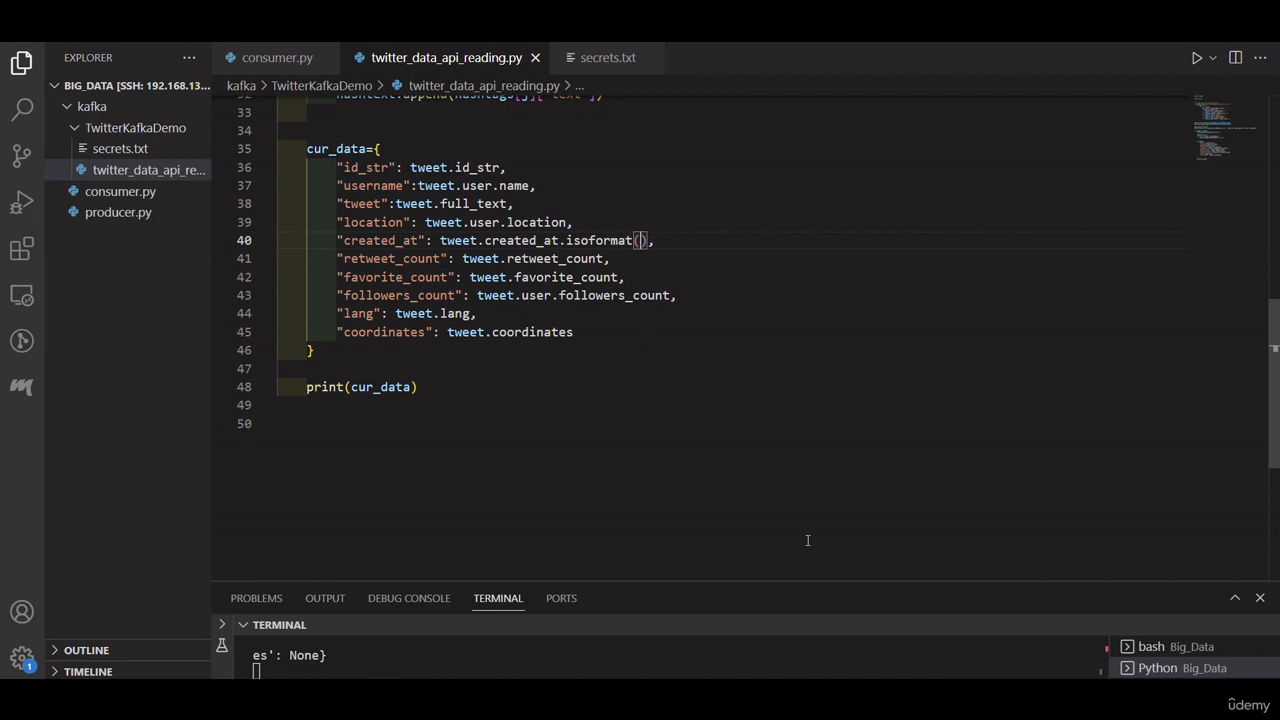 EXPLORER
consumer.py
twitter_data_api_reading.py
secrets.txt
BIG_DATA [SSH: 192.168.13...
kafka > TwitterKafkaDemo > twitter_data_api_reading.py > ...
kafka
TwitterKafkaDemo
secrets.txt
twitter_data_api_re...
consumer.py
producer.py
33
34
35 cur_data={
36 "id_str": tweet.id_str,
37 "username":tweet.user.name,
38 "tweet":tweet.full_text,
39 "location": tweet.user.location,
40 "created_at": tweet.created_at.isoformat(),
41 "retweet_count": tweet.retweet_count,
42 "favorite_count": tweet.favorite_count,
43 "followers_count": tweet.user.followers_count,
44 "lang": tweet.lang,
45 "coordinates": tweet.coordinates
46 }
47
48 print(cur_data)
49
50
PROBLEMS OUTPUT DEBUG CONSOLE TERMINAL PORTS
TERMINAL
es': None}
bash Big_Data
Python Big_Data
OUTLINE
TIMELINE
1
ûdemy